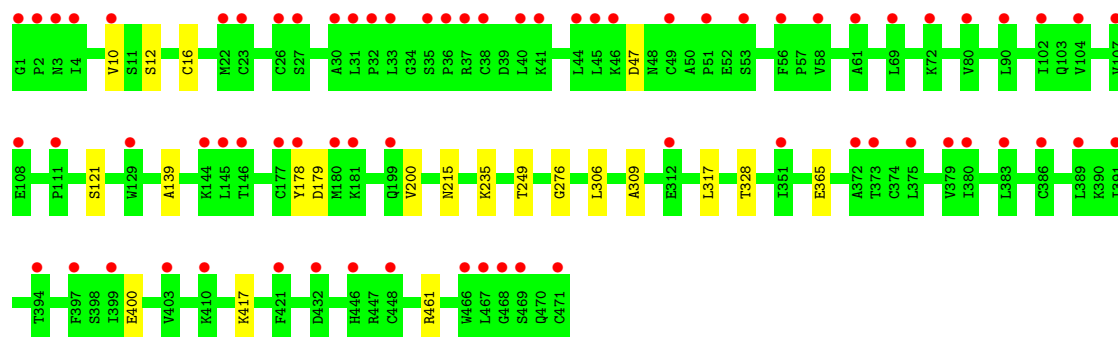 G1 P2 N3 I4 V10 S11 S12 C16 M22 C23 C26 S27 A30 L31 P32 L33 G34 S35 P36 R37 C38 D39 L40 K41 L44 L45 K46 D47 N48 C49 A50 P51 E52 S53 F56 P57 V58 A61 L69 K72 V80 L90 I102 Q103 V104 V107
E108 P111 S121 W129 A139 K144 L145 T146 C177 Y178 D179 M180 K181 Q199 V200 N215 K235 T249 G276 L306 A309 E312 L317 T328 I351 E365 A372 T373 C374 L375 V379 I380 L383 C386 L389 K390
T394 F397 S398 I399 E400 V403 K410 K417 F421 D432 H446 R447 C448 R461 W466 L467 G468 S469 Q470 C471